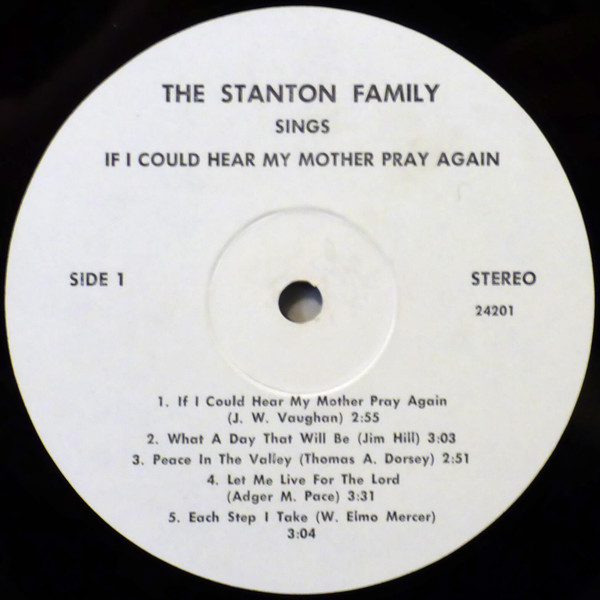 THE STANTON FAMILY
SINGS
IF I COULD HEAR MY MOTHER PRAY AGAIN
SIDE 1
STEREO
24201
1. If I Could Hear My Mother Pray Again
(J. W. Vaughan) 2:55
2. What A Day That Will Be (Jim Hill) 3:03
3. Peace In The Valley (Thomas A. Dorsey) 2:51
4. Let Me Live For The Lord
(Adger M. Pace) 3:31
5. Each Step I Take (W. Elmo Mercer)
3:04